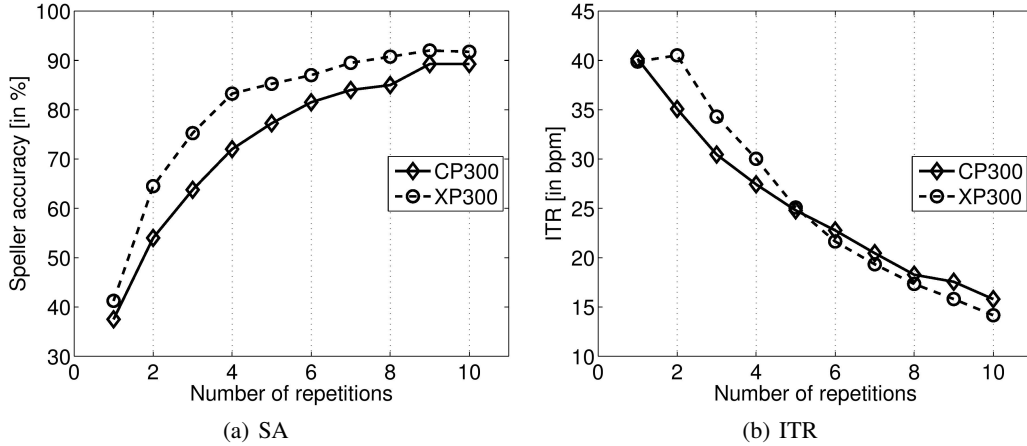 100
90
80
70
60
50
40
30
0
2
4
6
8
10
Speller accuracy [in %]
Number of repetitions
CP300
XP300
(a) SA
45
40
35
30
25
20
15
10
0
2
4
6
8
10
ITR [in bpm]
Number of repetitions
CP300
XP300
(b) ITR